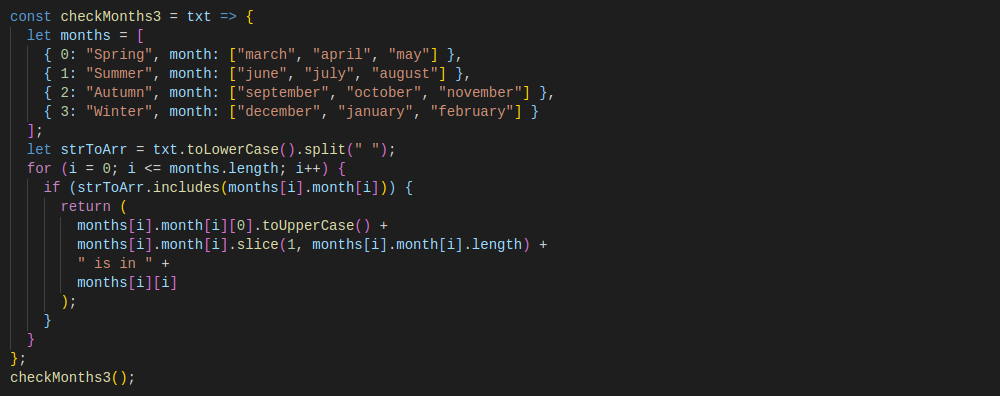 const checkMonths3 = txt => {
  let months = [
    { 0: "Spring", month: ["march", "april", "may"] },
    { 1: "Summer", month: ["june", "july", "august"] },
    { 2: "Autumn", month: ["september", "october", "november"] },
    { 3: "Winter", month: ["december", "january", "february"] }
  ];
  let strToArr = txt.toLowerCase().split(" ");
  for (i = 0; i <= months.length; i++) {
    if (strToArr.includes(months[i].month[i])) {
      return (
        months[i].month[i][0].toUpperCase() +
        months[i].month[i].slice(1, months[i].month[i].length) +
        " is in " +
        months[i][i]
      );
    }
  }
};
checkMonths3();